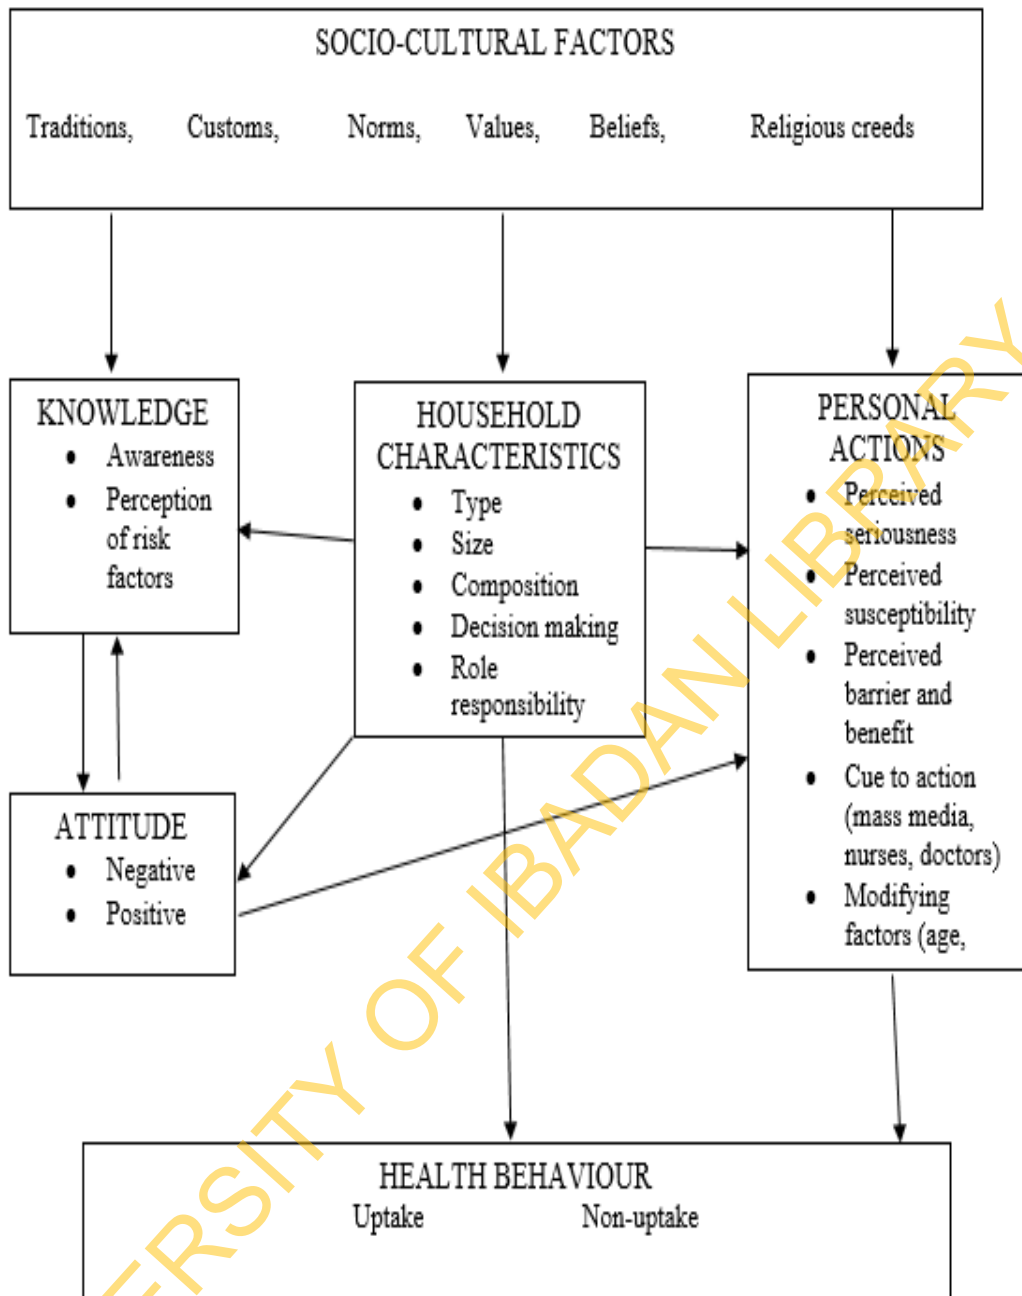 SOCIO-CULTURAL FACTORS
Traditions, Customs, Norms, Values, Beliefs, Religious creeds
KNOWLEDGE
• Awareness
• Perception
of risk
factors
HOUSEHOLD
CHARACTERISTICS
• Type
• Size
• Composition
• Decision making
• Role
responsibility
PERSONAL
ACTIONS
• Perceived
seriousness
• Perceived
susceptibility
• Perceived
barrier and
benefit
• Cue to action
(mass media,
nurses, doctors)
• Modifying
factors (age,
ATTITUDE
• Negative
• Positive
HEALTH BEHAVIOUR
Uptake Non-uptake
ERSITY OF IBADAN LIBRARY